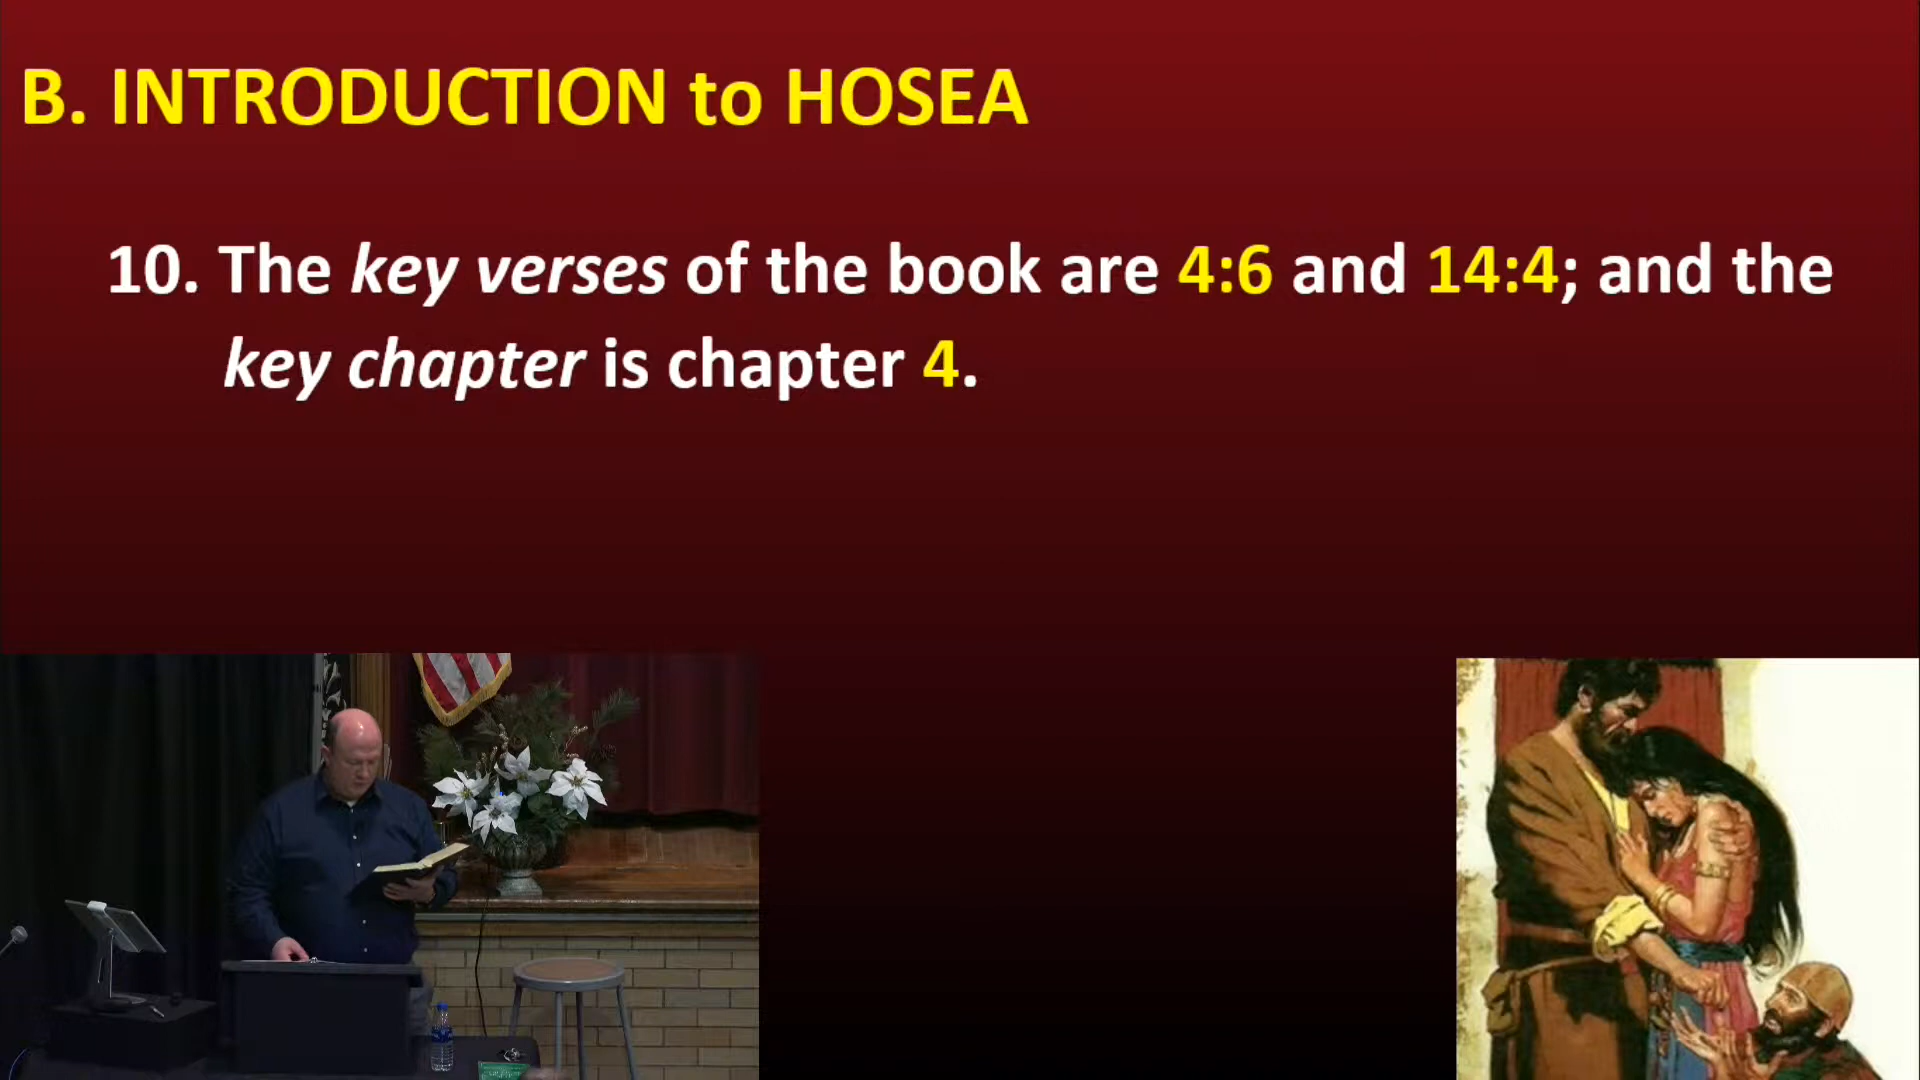 B. INTRODUCTION to HOSEA
10. The key verses of the book are 4:6 and 14:4; and the
key chapter is chapter 4.